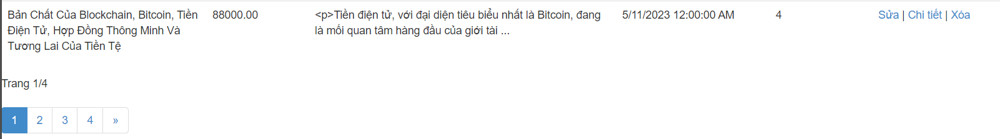 Bản Chất Của Blockchain, Bitcoin, Tiền
Điện Tử, Hợp Đồng Thông Minh Và
Tương Lai Của Tiền Tệ
88000.00
<p>Tiền điện tử, với đại diện tiêu biểu nhất là Bitcoin, đang
là mối quan tâm hàng đầu của giới tài ...
5/11/2023 12:00:00 AM
4
Sửa | Chi tiết | Xóa
Trang 1/4
1 2 3 4 »